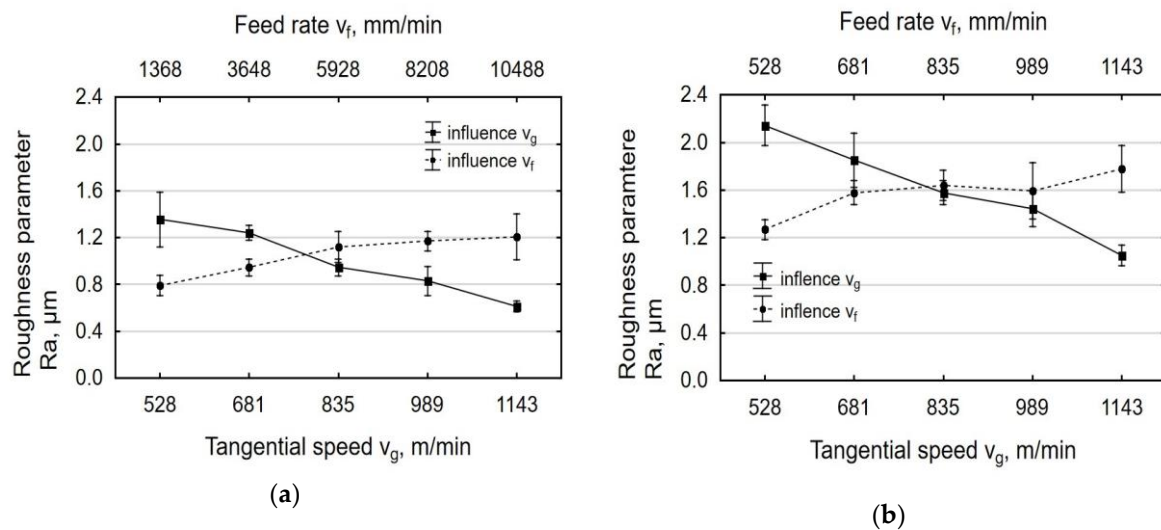 Feed rate vf, mm/min
1368 3648 5928 8208 10488
2.4
2.0
1.6
1.2
0.8
0.4
0.0
Roughness parameter
Ra, µm
influence vg
influence vf
528 681 835 989 1143
Tangential speed vg, m/min
(a)
Feed rate vf, mm/min
528 681 835 989 1143
2.4
2.0
1.6
1.2
0.8
0.4
0.0
Roughness paramtere
Ra, µm
inflence vg
inflence vf
528 681 835 989 1143
Tangential speed vg, m/min
(b)